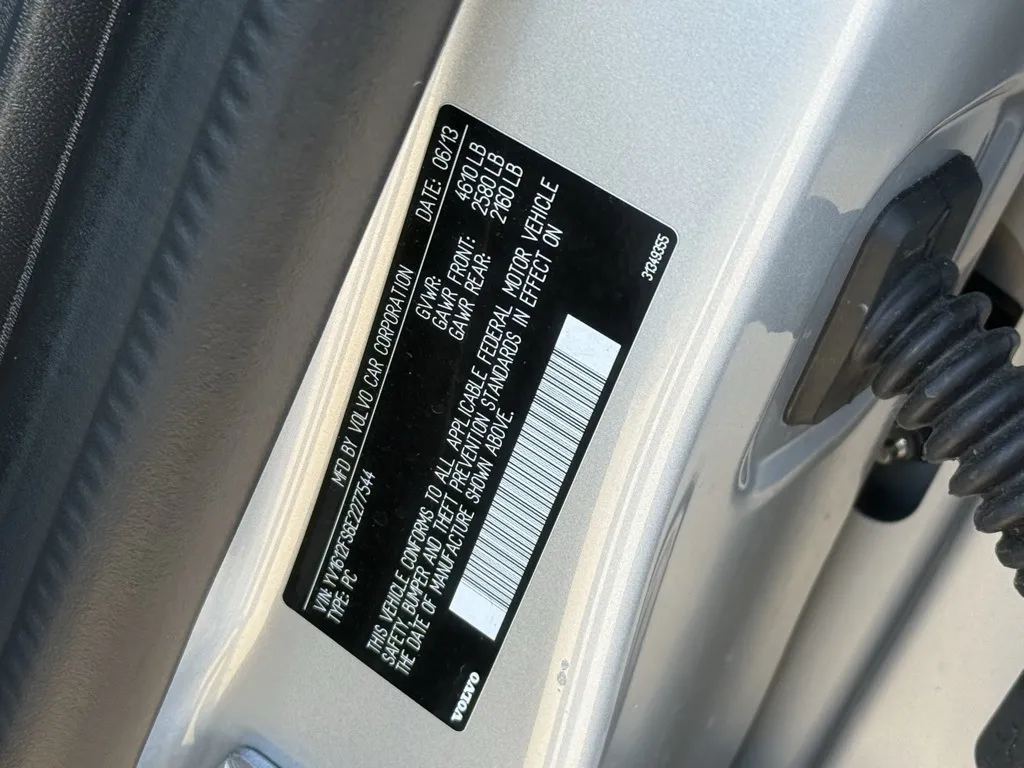 MFD BY VOLVO CAR CORPORATION DATE: 06/13
VIN: YV1612FS6E2277544
TYPE: PC
GVWR: 4610 LB
GAWR FRONT: 2580 LB
GAWR REAR: 2160 LB
THIS VEHICLE CONFORMS TO ALL APPLICABLE FEDERAL MOTOR VEHICLE
SAFETY, BUMPER AND THEFT PREVENTION STANDARDS IN EFFECT ON
THE DATE OF MANUFACTURE SHOWN ABOVE.
VOLVO
31349355